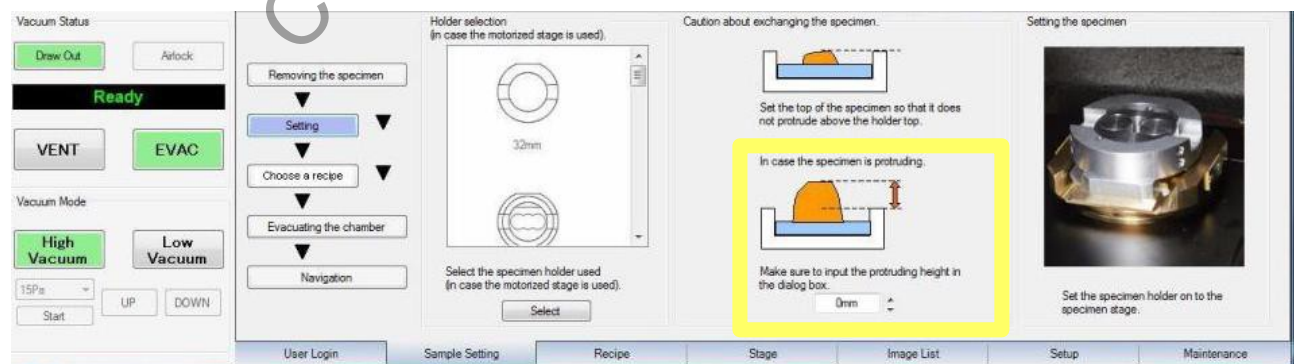 Vacuum Status
Draw Out
Airlock
Ready
VENT
EVAC
Vacuum Mode
High
Vacuum
Low
Vacuum
15Pa
UP
DOWN
Start
Removing the specimen
Setting
Choose a recipe
Evacuating the chamber
Navigation
Holder selection
(in case the motorized stage is used).
32mm
Select the specimen holder used
(in case the motorized stage is used).
Select
Caution about exchanging the specimen.
Set the top of the specimen so that it does
not protrude above the holder top.
In case the specimen is protruding.
Make sure to input the protruding height in
the dialog box.
0mm
Setting the specimen
Set the specimen holder on to the
specimen stage.
User Login
Sample Setting
Recipe
Stage
Image List
Setup
Maintenance